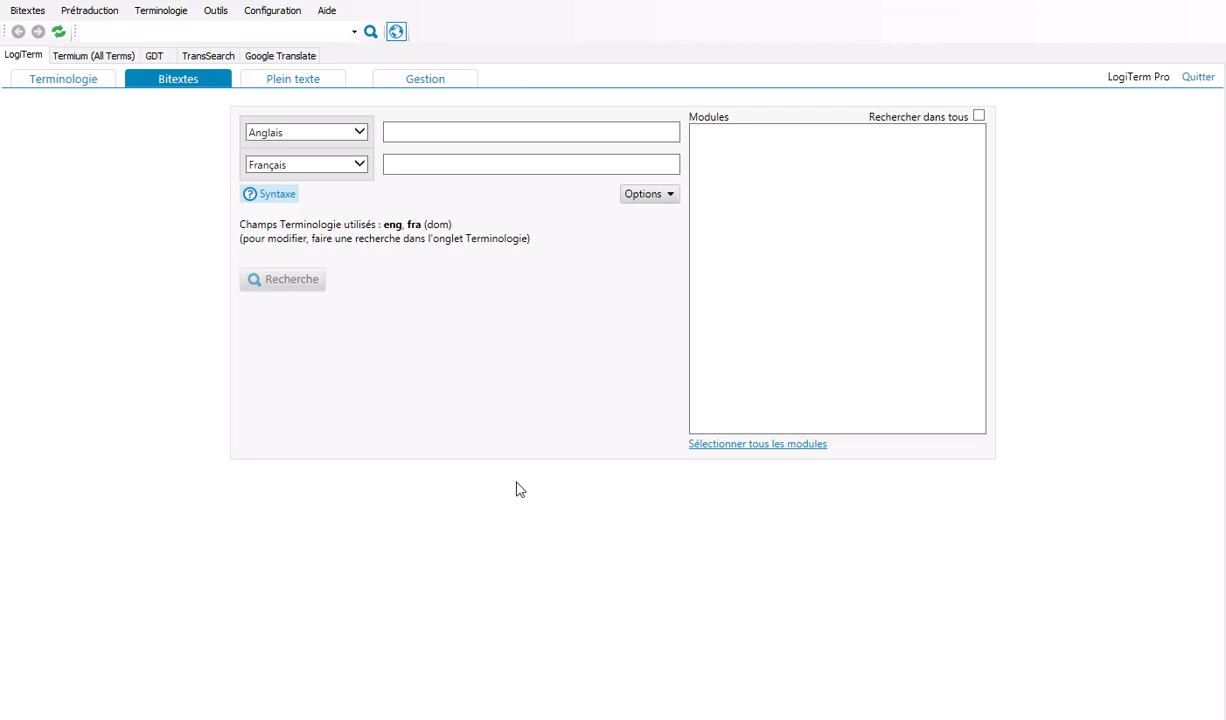 Bitextes Prétraduction Terminologie Outils Configuration Aide
LogiTerm Termium (All Terms) GDT TransSearch Google Translate
Terminologie Bitextes Plein texte Gestion LogiTerm Pro Quitter
Anglais
Français
Syntaxe Options
Champs Terminologie utilisés : eng, fra (dom)
(pour modifier, faire une recherche dans l'onglet Terminologie)
Recherche
Modules Rechercher dans tous
Sélectionner tous les modules